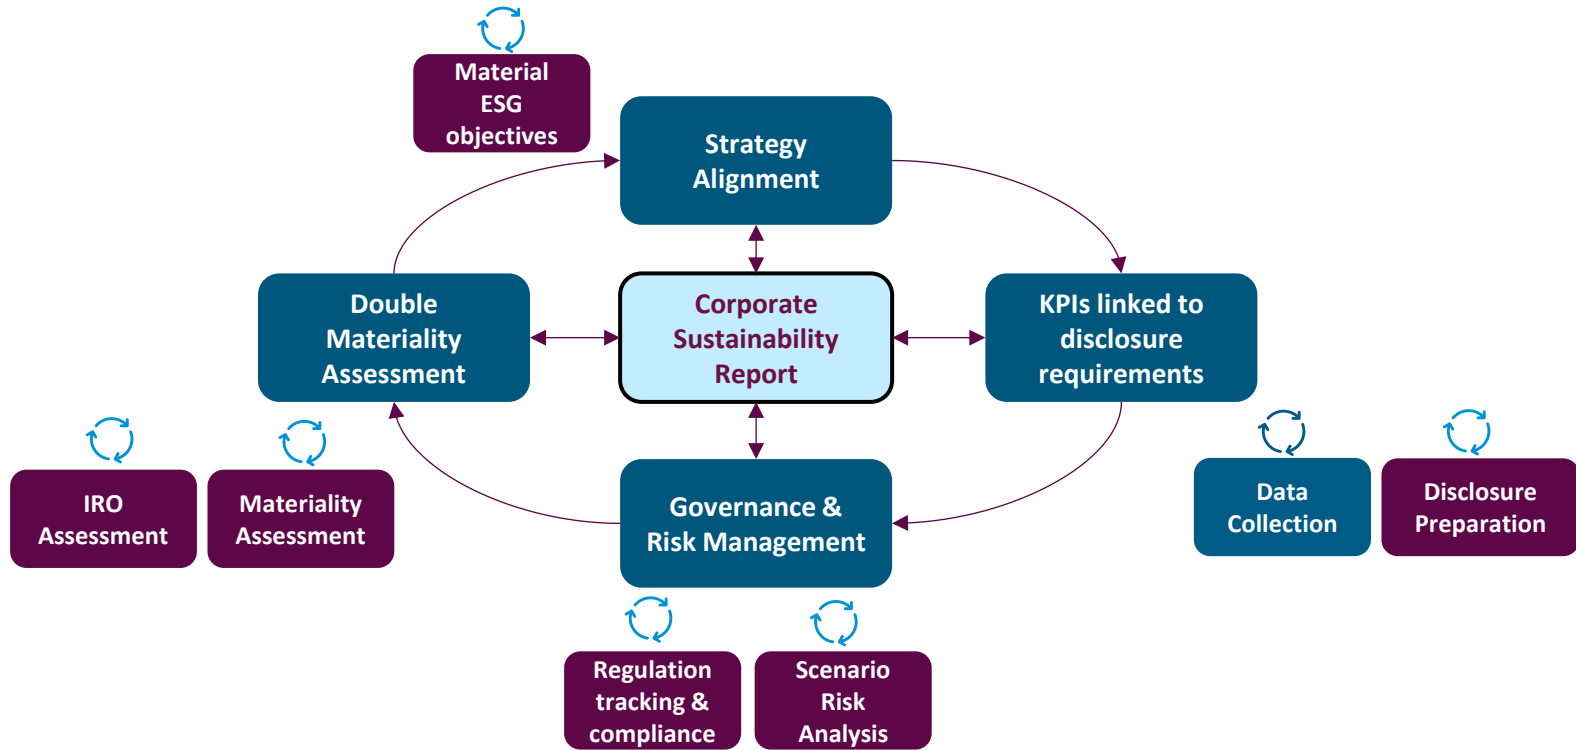 Material
ESG
objectives
Strategy
Alignment
Double
Materiality
Assessment
Corporate
Sustainability
Report
KPIs linked to
disclosure
requirements
IRO
Assessment
Materiality
Assessment
Governance &
Risk Management
Data
Collection
Disclosure
Preparation
Regulation
tracking &
compliance
Scenario
Risk
Analysis